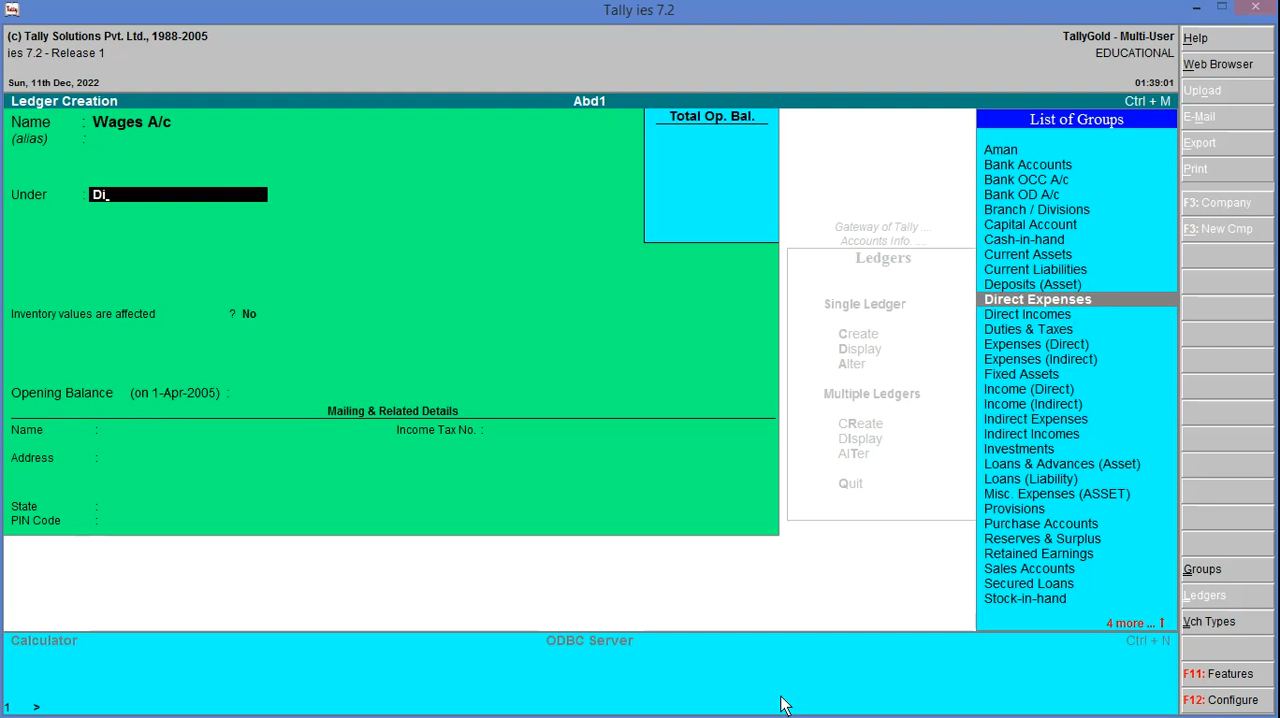 Tally
Tally ies 7.2
(c) Tally Solutions Pvt. Ltd., 1988-2005
TallyGold - Multi-User
ies 7.2 - Release 1
EDUCATIONAL
Sun, 11th Dec, 2022
01:39:01
Ledger Creation
Abd1
Ctrl + M
Name : Wages A/c
(alias) :
Under : Di_
Inventory values are affected ? No
Opening Balance (on 1-Apr-2005) :
Mailing & Related Details
Name :
Income Tax No. :
Address :
State :
PIN Code :
Total Op. Bal.
Gateway of Tally ....
Accounts Info. ....
Ledgers
Single Ledger
Create
Display
Alter
Multiple Ledgers
CReate
DIsplay
AlTer
Quit
List of Groups
Aman
Bank Accounts
Bank OCC A/c
Bank OD A/c
Branch / Divisions
Capital Account
Cash-in-hand
Current Assets
Current Liabilities
Deposits (Asset)
Direct Expenses
Direct Incomes
Duties & Taxes
Expenses (Direct)
Expenses (Indirect)
Fixed Assets
Income (Direct)
Income (Indirect)
Indirect Expenses
Indirect Incomes
Investments
Loans & Advances (Asset)
Loans (Liability)
Misc. Expenses (ASSET)
Provisions
Purchase Accounts
Reserves & Surplus
Retained Earnings
Sales Accounts
Secured Loans
Stock-in-hand
4 more ... ↑
Help
Web Browser
Upload
E-Mail
Export
Print
F3: Company
F3: New Cmp
Groups
Ledgers
Vch Types
F11: Features
F12: Configure
Calculator
ODBC Server
Ctrl + N
1 >